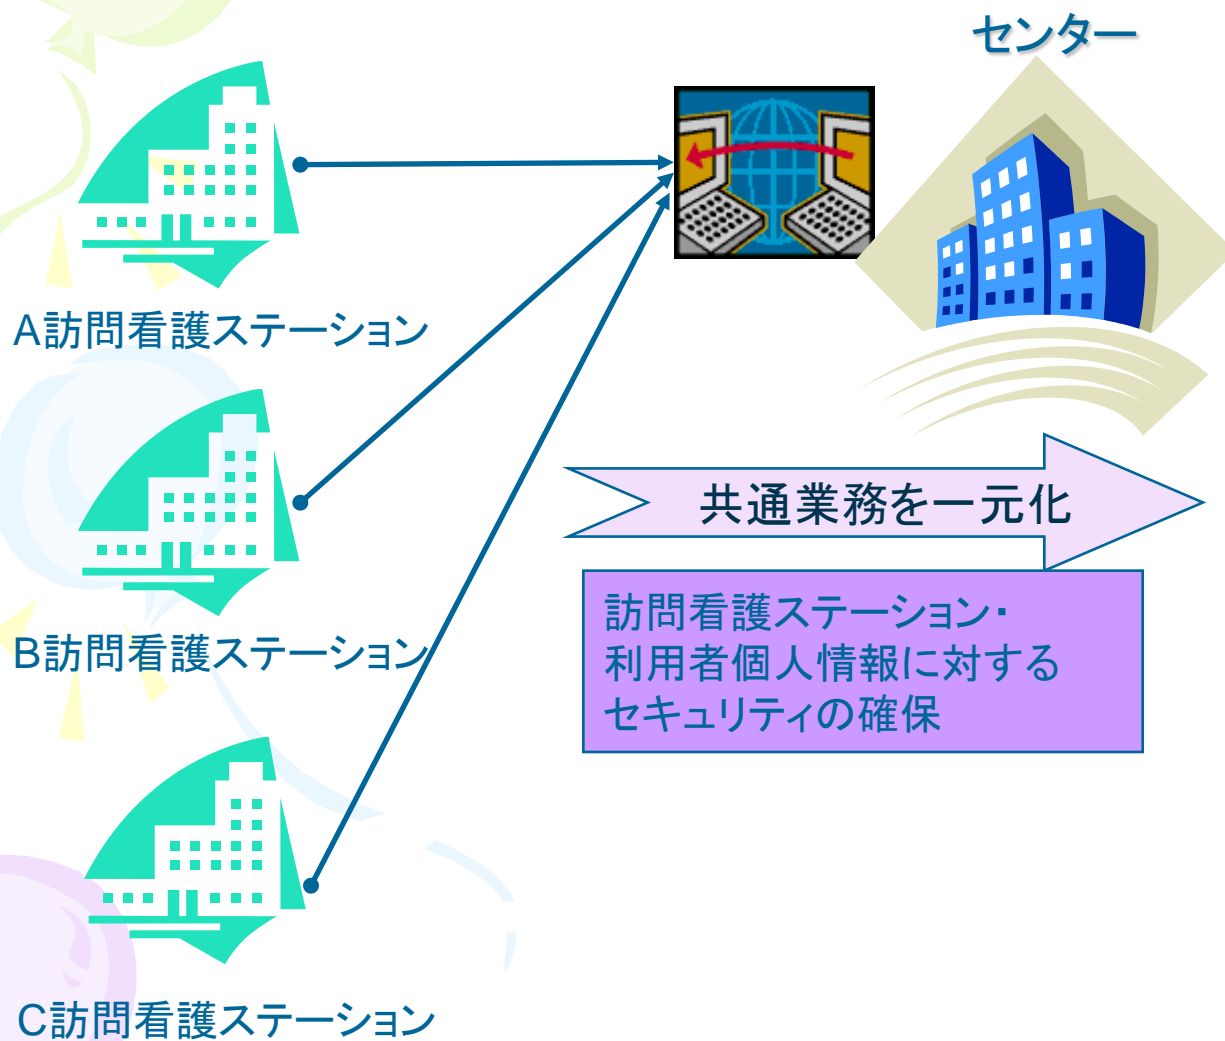 センター
A訪問看護ステーション
B訪問看護ステーション
共通業務を一元化
訪問看護ステーション・
利用者個人情報に対する
セキュリティの確保
C訪問看護ステーション